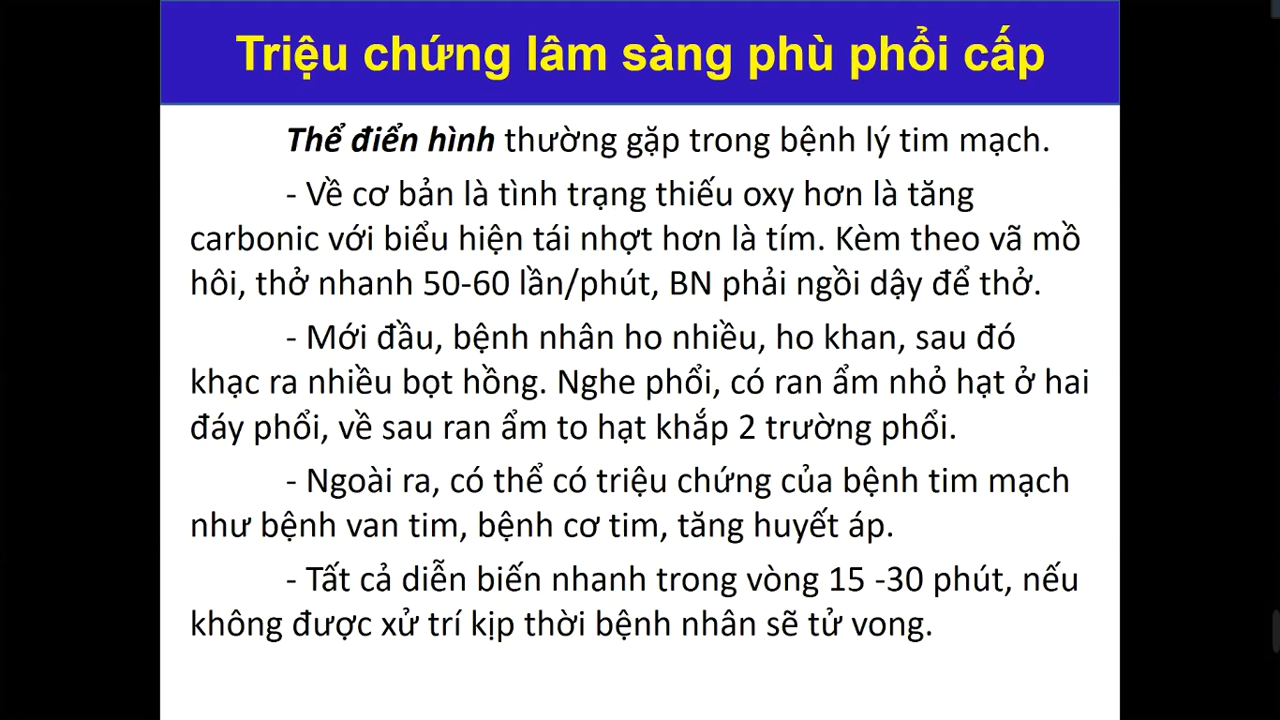 Triệu chứng lâm sàng phù phổi cấp
Thể điển hình thường gặp trong bệnh lý tim mạch.
- Về cơ bản là tình trạng thiếu oxy hơn là tăng
carbonic với biểu hiện tái nhợt hơn là tím. Kèm theo vã mồ
hôi, thở nhanh 50-60 lần/phút, BN phải ngồi dậy để thở.
- Mới đầu, bệnh nhân ho nhiều, ho khan, sau đó
khạc ra nhiều bọt hồng. Nghe phổi, có ran ẩm nhỏ hạt ở hai
đáy phổi, về sau ran ẩm to hạt khắp 2 trường phổi.
- Ngoài ra, có thể có triệu chứng của bệnh tim mạch
như bệnh van tim, bệnh cơ tim, tăng huyết áp.
- Tất cả diễn biến nhanh trong vòng 15 -30 phút, nếu
không được xử trí kịp thời bệnh nhân sẽ tử vong.